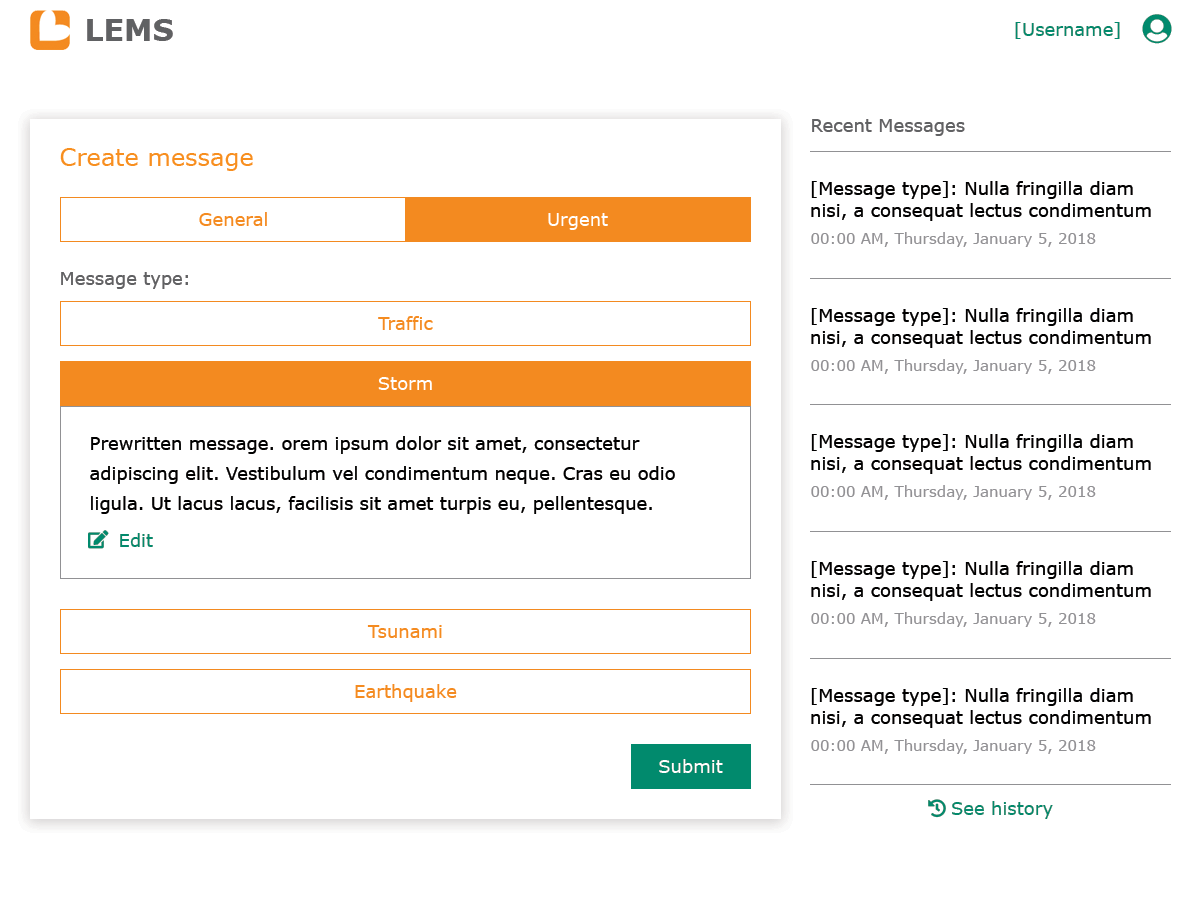 LEMS
[Username]
Create message
General
Urgent
Message type:
Traffic
Storm
Prewritten message. orem ipsum dolor sit amet, consectetur
adipiscing elit. Vestibulum vel condimentum neque. Cras eu odio
ligula. Ut lacus lacus, facilisis sit amet turpis eu, pellentesque.
Edit
Tsunami
Earthquake
Submit
Recent Messages
[Message type]: Nulla fringilla diam
nisi, a consequat lectus condimentum
00:00 AM, Thursday, January 5, 2018
[Message type]: Nulla fringilla diam
nisi, a consequat lectus condimentum
00:00 AM, Thursday, January 5, 2018
[Message type]: Nulla fringilla diam
nisi, a consequat lectus condimentum
00:00 AM, Thursday, January 5, 2018
[Message type]: Nulla fringilla diam
nisi, a consequat lectus condimentum
00:00 AM, Thursday, January 5, 2018
[Message type]: Nulla fringilla diam
nisi, a consequat lectus condimentum
00:00 AM, Thursday, January 5, 2018
See history